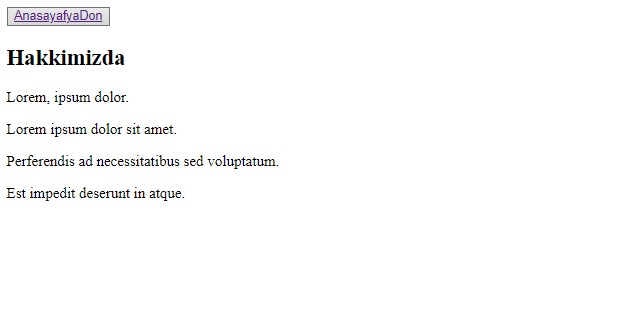 AnasayafyaDon
Hakkimizda
Lorem, ipsum dolor.
Lorem ipsum dolor sit amet.
Perferendis ad necessitatibus sed voluptatum.
Est impedit deserunt in atque.